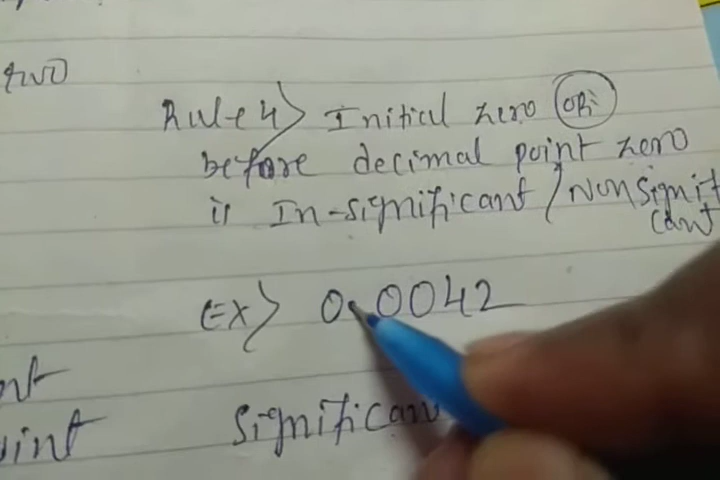 Rule 4) Initial zero OR
before decimal point zero
is In-significant / Non signifi
cant
Ex) 0.0042
Significan